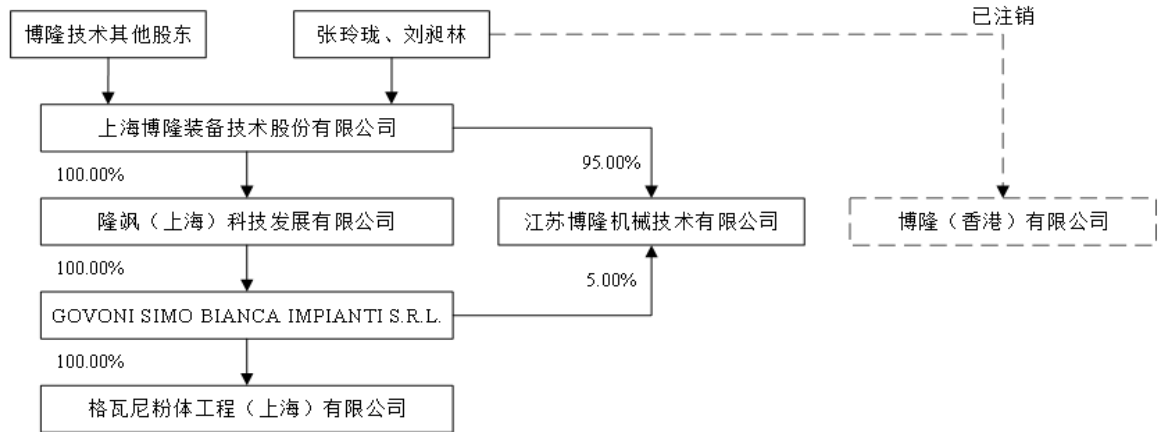 已注销
博隆技术其他股东
张玲珑、刘昶林
上海博隆装备技术股份有限公司
100.00%
95.00%
隆飒（上海）科技发展有限公司
江苏博隆机械技术有限公司
博隆（香港）有限公司
100.00%
5.00%
GOVONI SIMO BIANCA IMPIANTI S.R.L.
100.00%
格瓦尼粉体工程（上海）有限公司